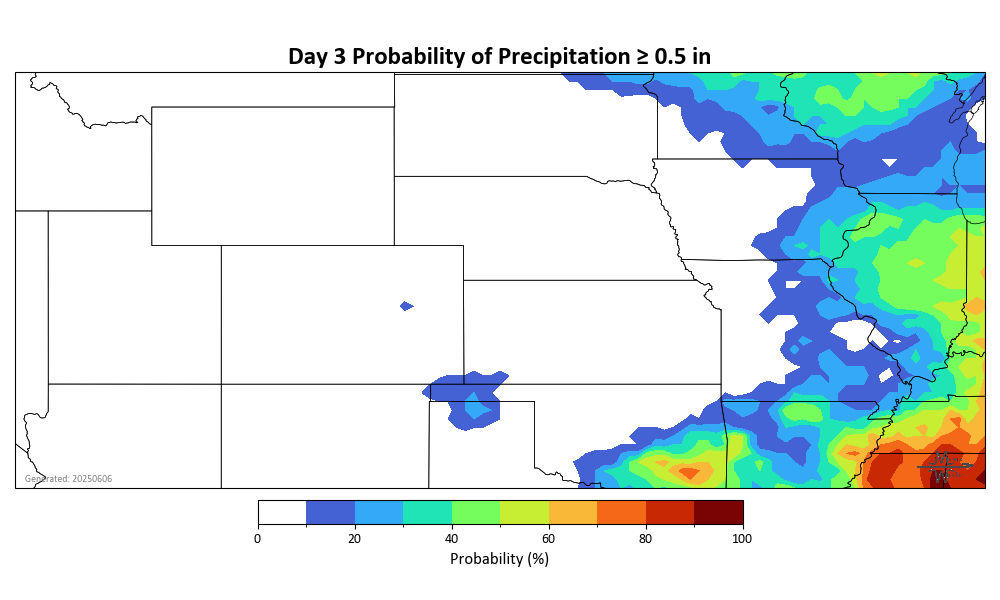 Day 3 Probability of Precipitation ≥ 0.5 in
Generated: 20250606
0 20 40 60 80 100
Probability (%)